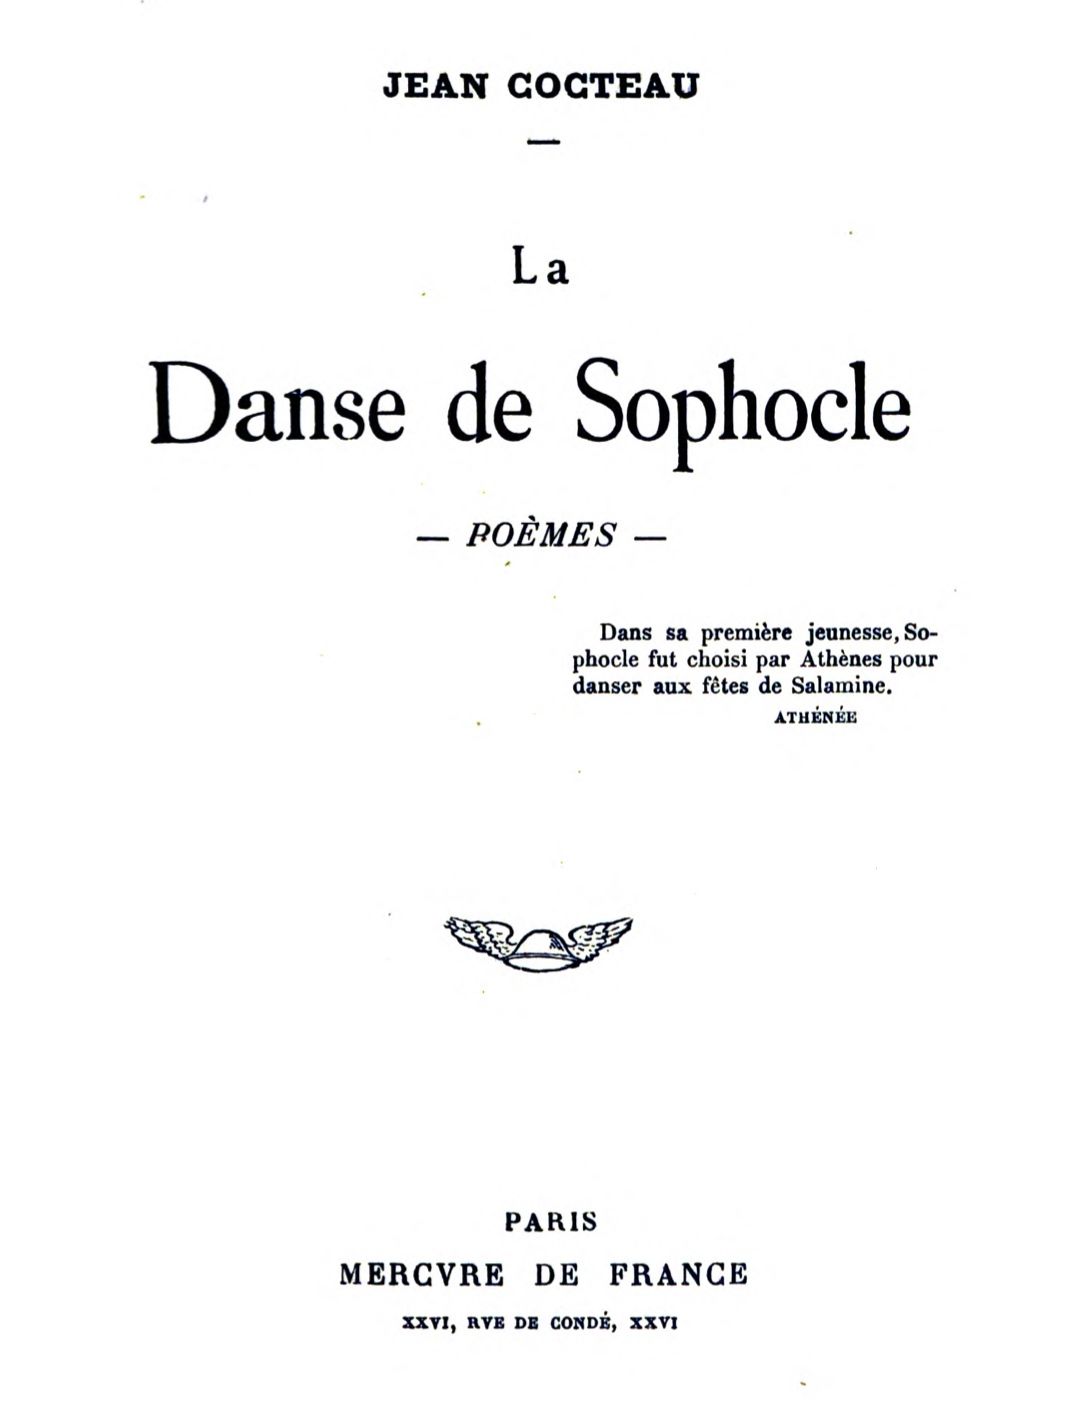 JEAN COCTEAU
—
La
Danse de Sophocle
— POÈMES —
Dans sa première jeunesse, So-
phocle fut choisi par Athènes pour
danser aux fêtes de Salamine.
ATHÉNÉE
PARIS
MERCVRE DE FRANCE
XXVI, RVE DE CONDÉ, XXVI